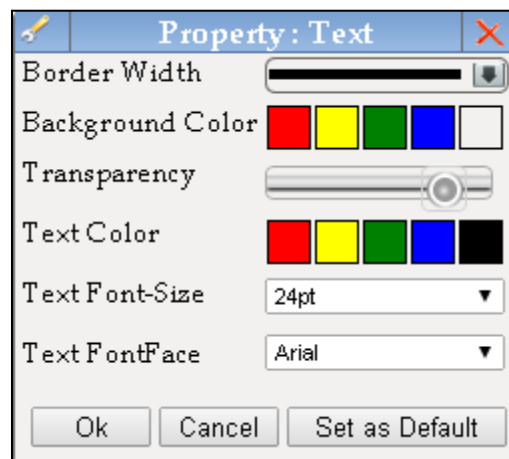 Property : Text
Border Width
Background Color
Transparency
Text Color
Text Font-Size 24pt
Text FontFace Arial
Ok Cancel Set as Default